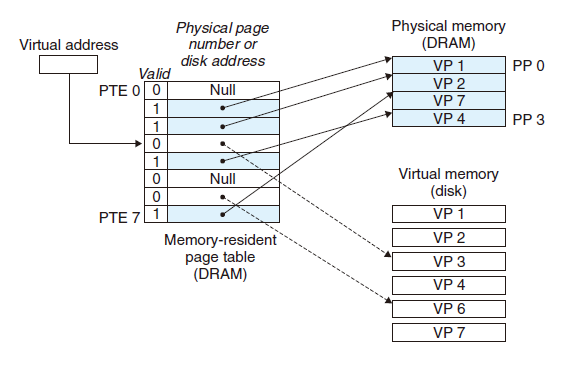 Virtual address
Physical page
number or
disk address
Valid
PTE 0 0 Null
1
1
0
1
0 Null
0
PTE 7 1
Memory-resident
page table
(DRAM)
Physical memory
(DRAM)
VP 1 PP 0
VP 2
VP 7
VP 4 PP 3
Virtual memory
(disk)
VP 1
VP 2
VP 3
VP 4
VP 6
VP 7